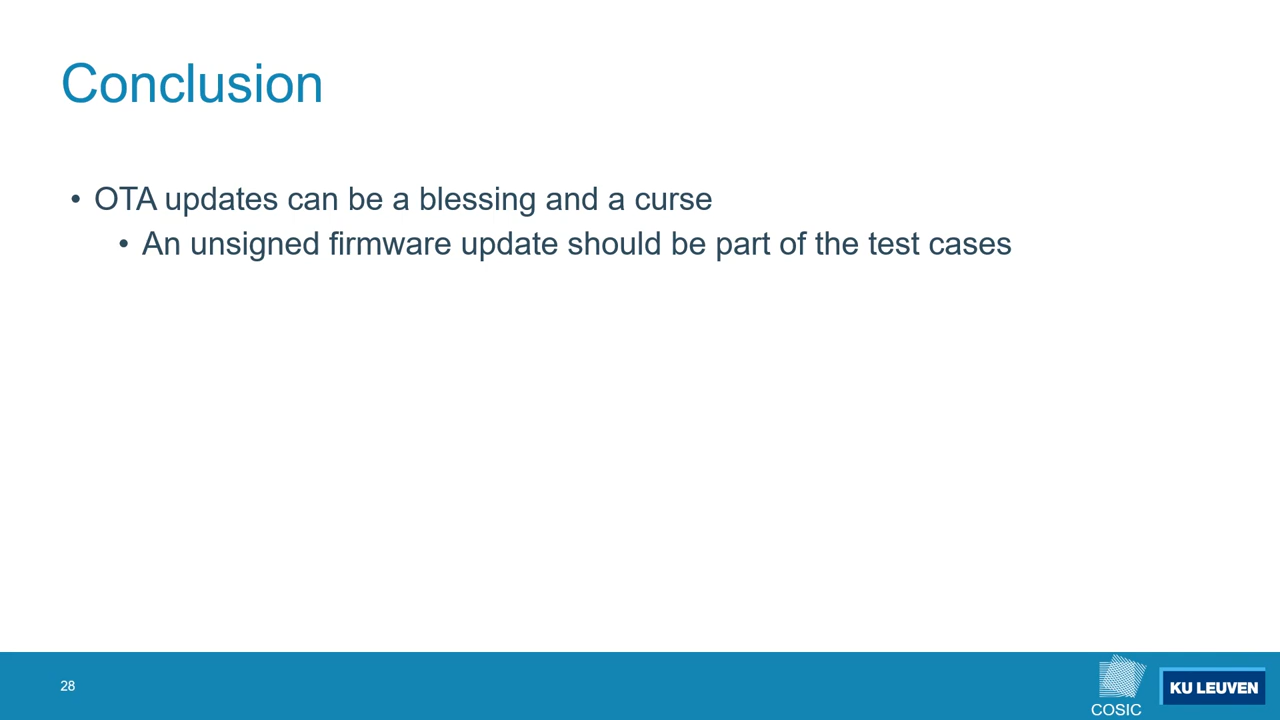 Conclusion
• OTA updates can be a blessing and a curse
• An unsigned firmware update should be part of the test cases
28
COSIC
KU LEUVEN